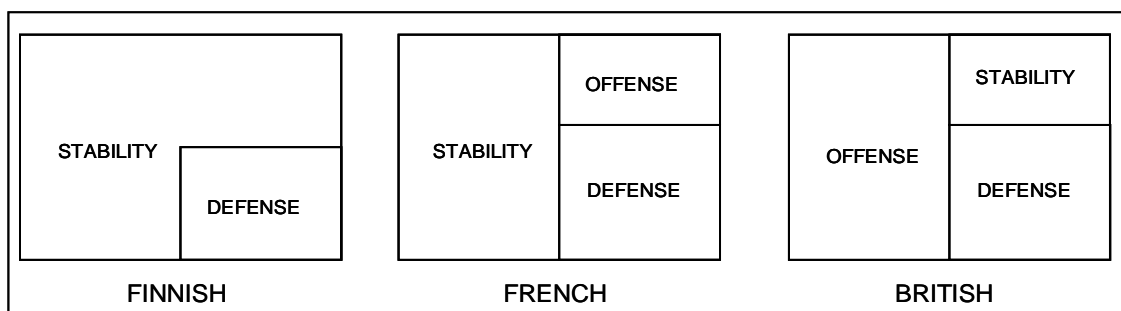 STABILITY
DEFENSE
FINNISH
OFFENSE
STABILITY
DEFENSE
FRENCH
STABILITY
OFFENSE
DEFENSE
BRITISH